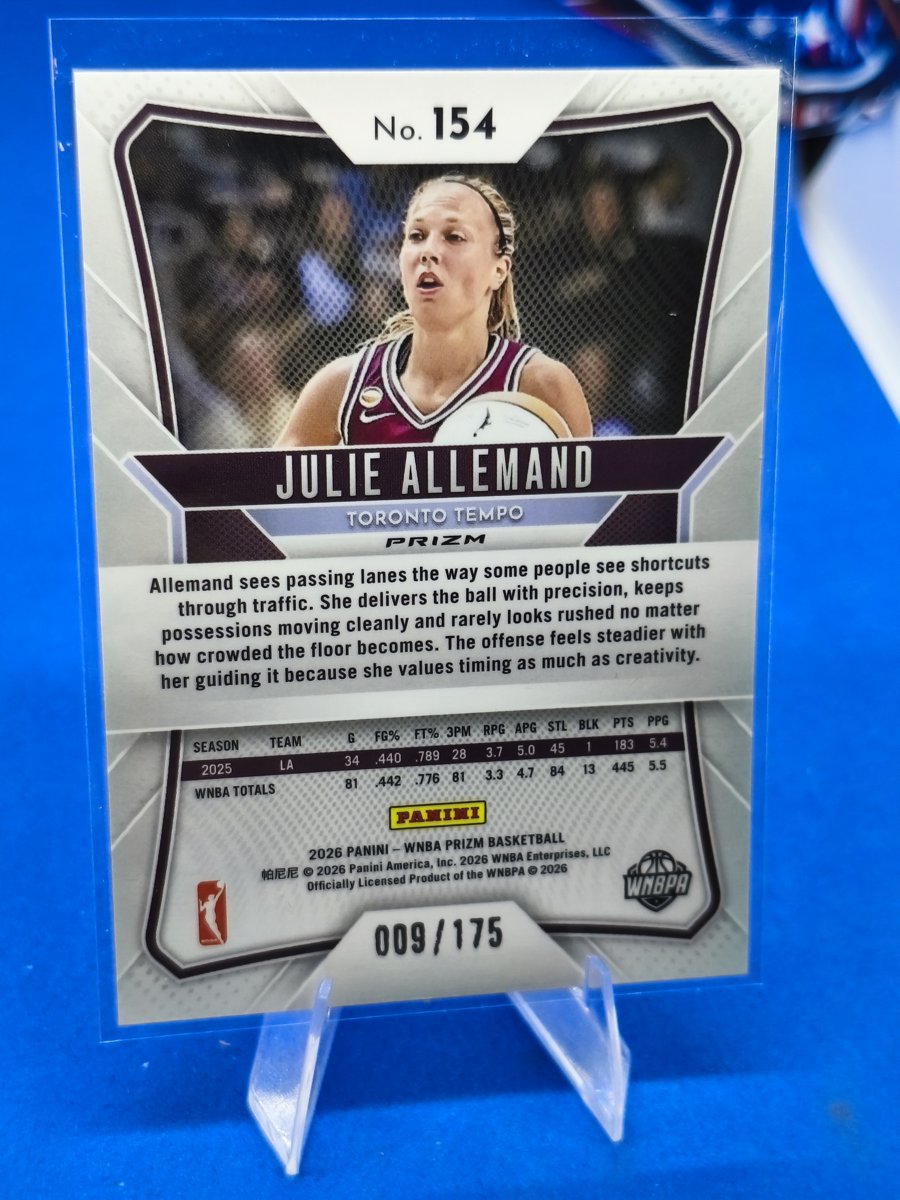 No. 154
JULIE ALLEMAND
TORONTO TEMPO
PRIZM
Allemand sees passing lanes the way some people see shortcuts
through traffic. She delivers the ball with precision, keeps
possessions moving cleanly and rarely looks rushed no matter
how crowded the floor becomes. The offense feels steadier with
her guiding it because she values timing as much as creativity.
SEASON TEAM G FG% FT% 3PM RPG APG STL BLK PTS PPG
2025 LA 34 .440 .789 28 3.7 5.0 45 1 183 5.4
WNBA TOTALS 81 .442 .776 81 3.3 4.7 84 13 445 5.5
PANINI
2026 PANINI – WNBA PRIZM BASKETBALL
帕尼尼 © 2026 Panini America, Inc. 2026 WNBA Enterprises, LLC
Officially Licensed Product of the WNBPA © 2026
WNBPA
009/175